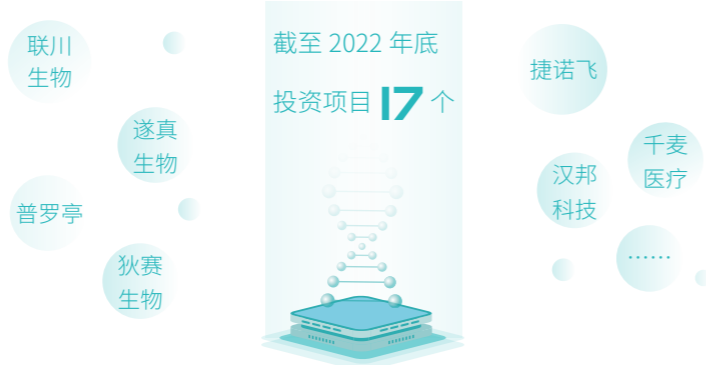 联川
生物
遂真
生物
普罗亭
狄赛
生物
截至 2022 年底
投资项目 17 个
捷诺飞
千麦
医疗
汉邦
科技
······